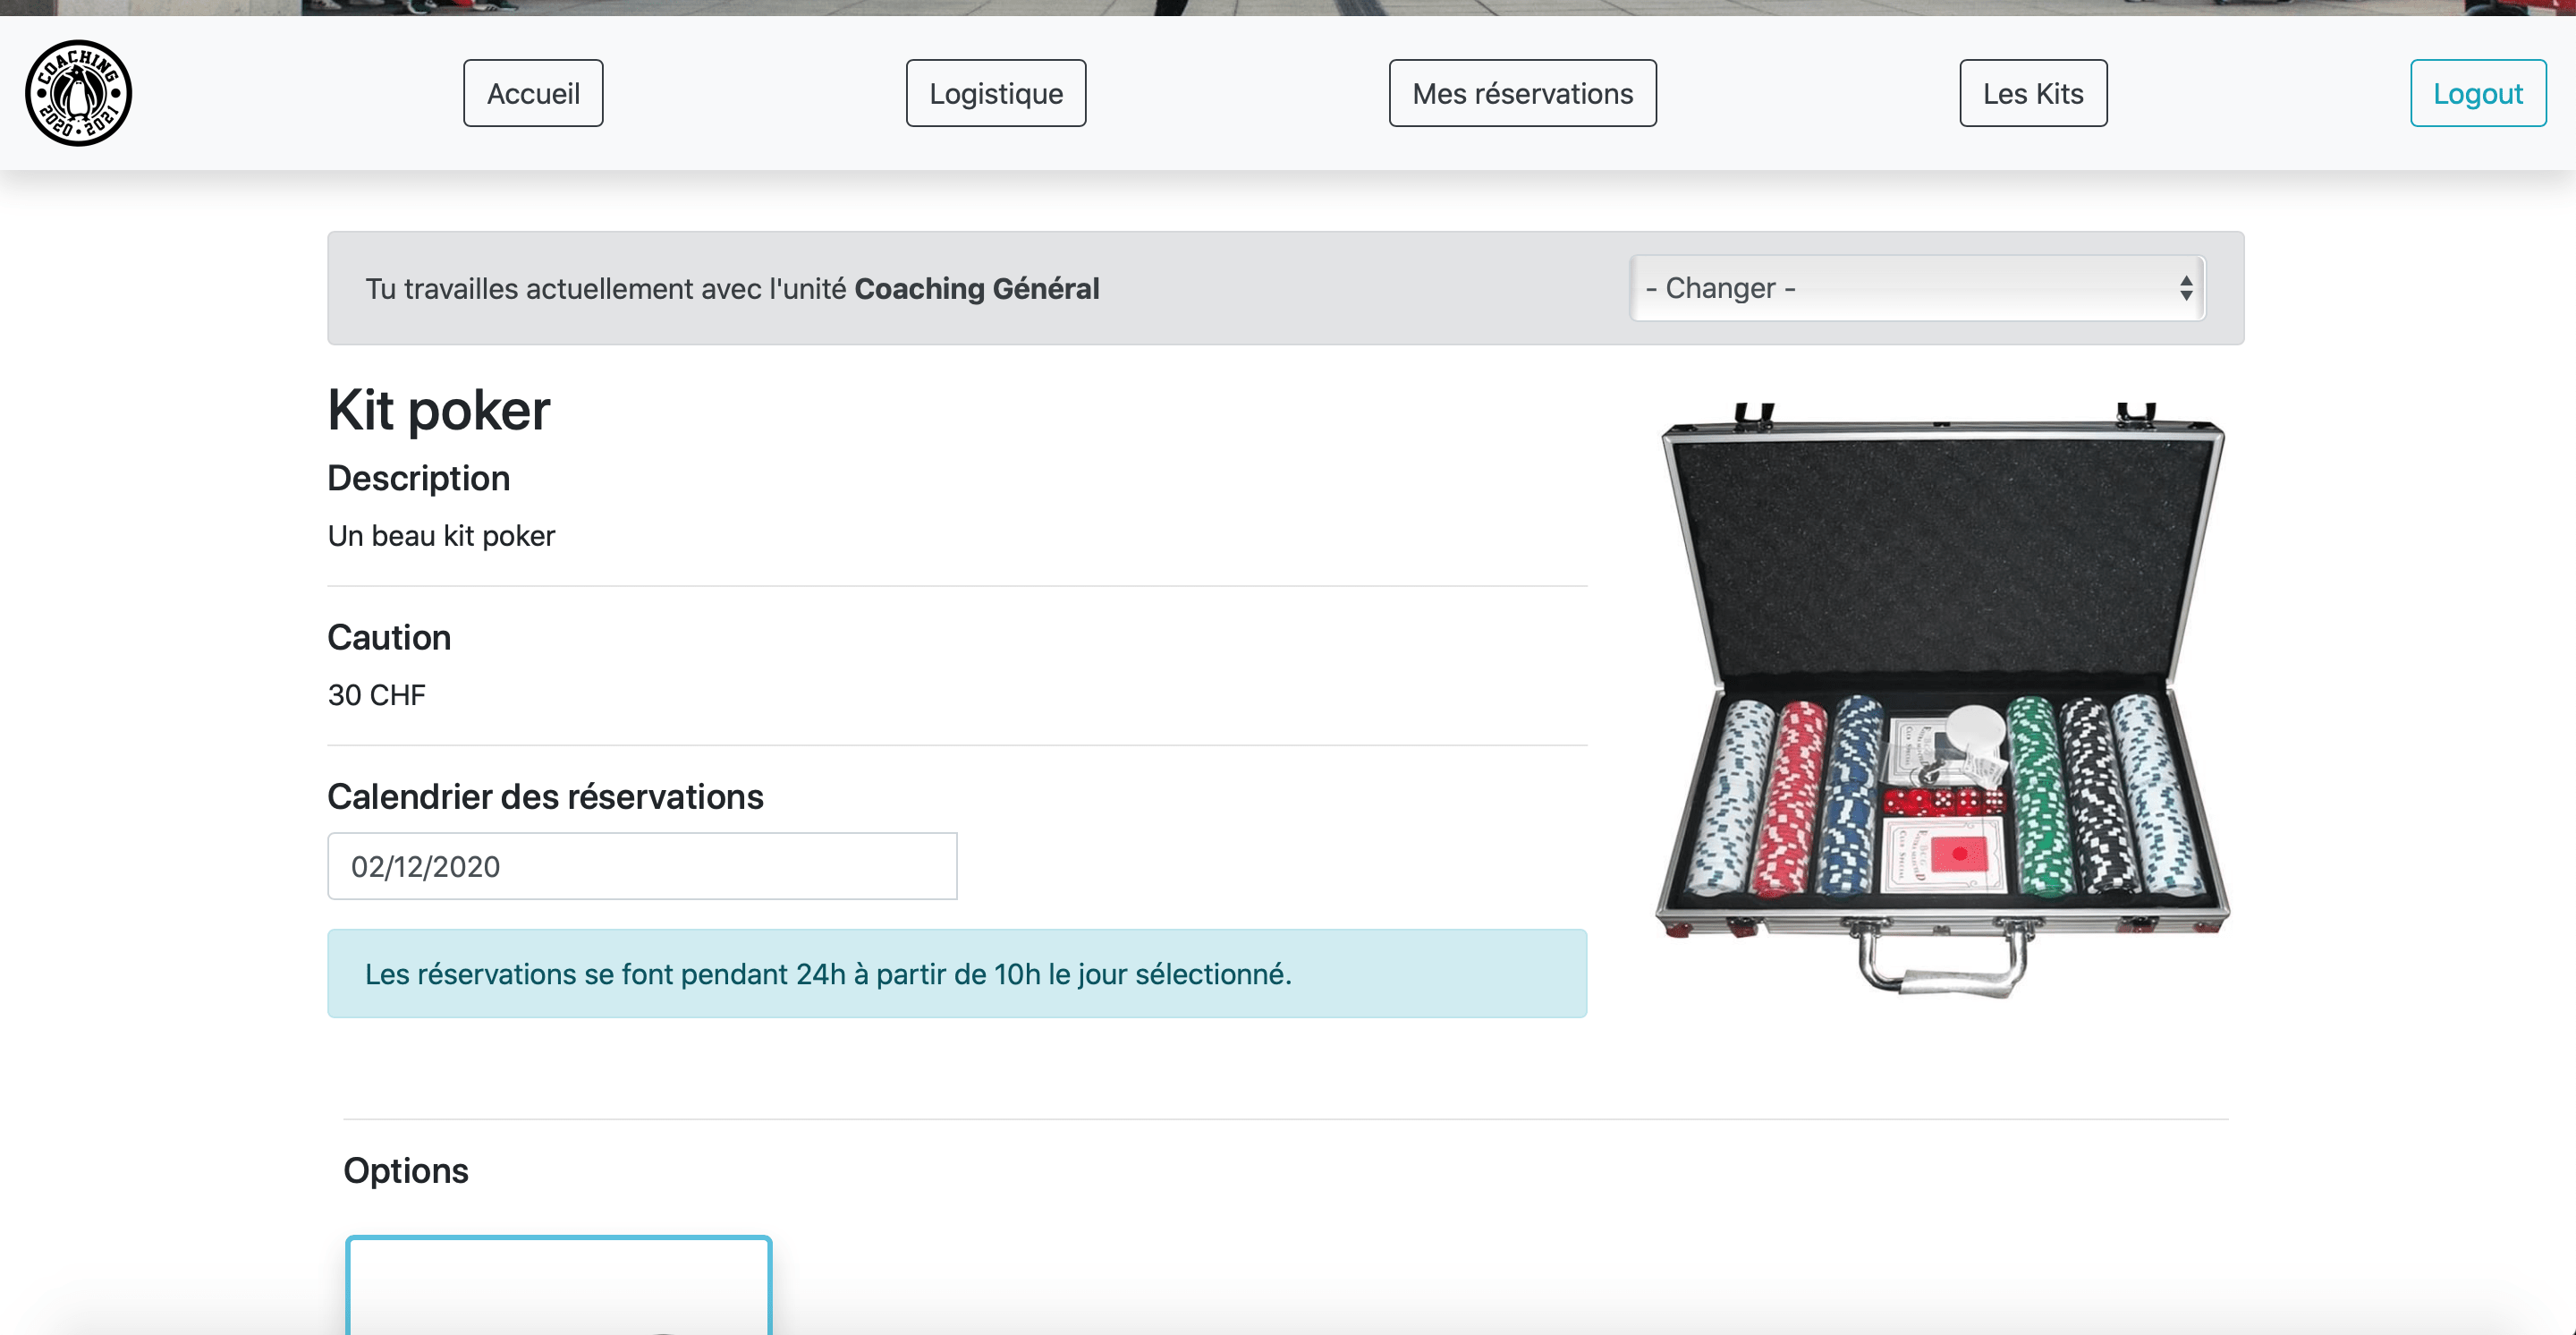 COACHING
2020 • 2021
Accueil
Logistique
Mes réservations
Les Kits
Logout
Tu travailles actuellement avec l'unité Coaching Général
- Changer -
Kit poker
Description
Un beau kit poker
Caution
30 CHF
Calendrier des réservations
02/12/2020
Les réservations se font pendant 24h à partir de 10h le jour sélectionné.
Options